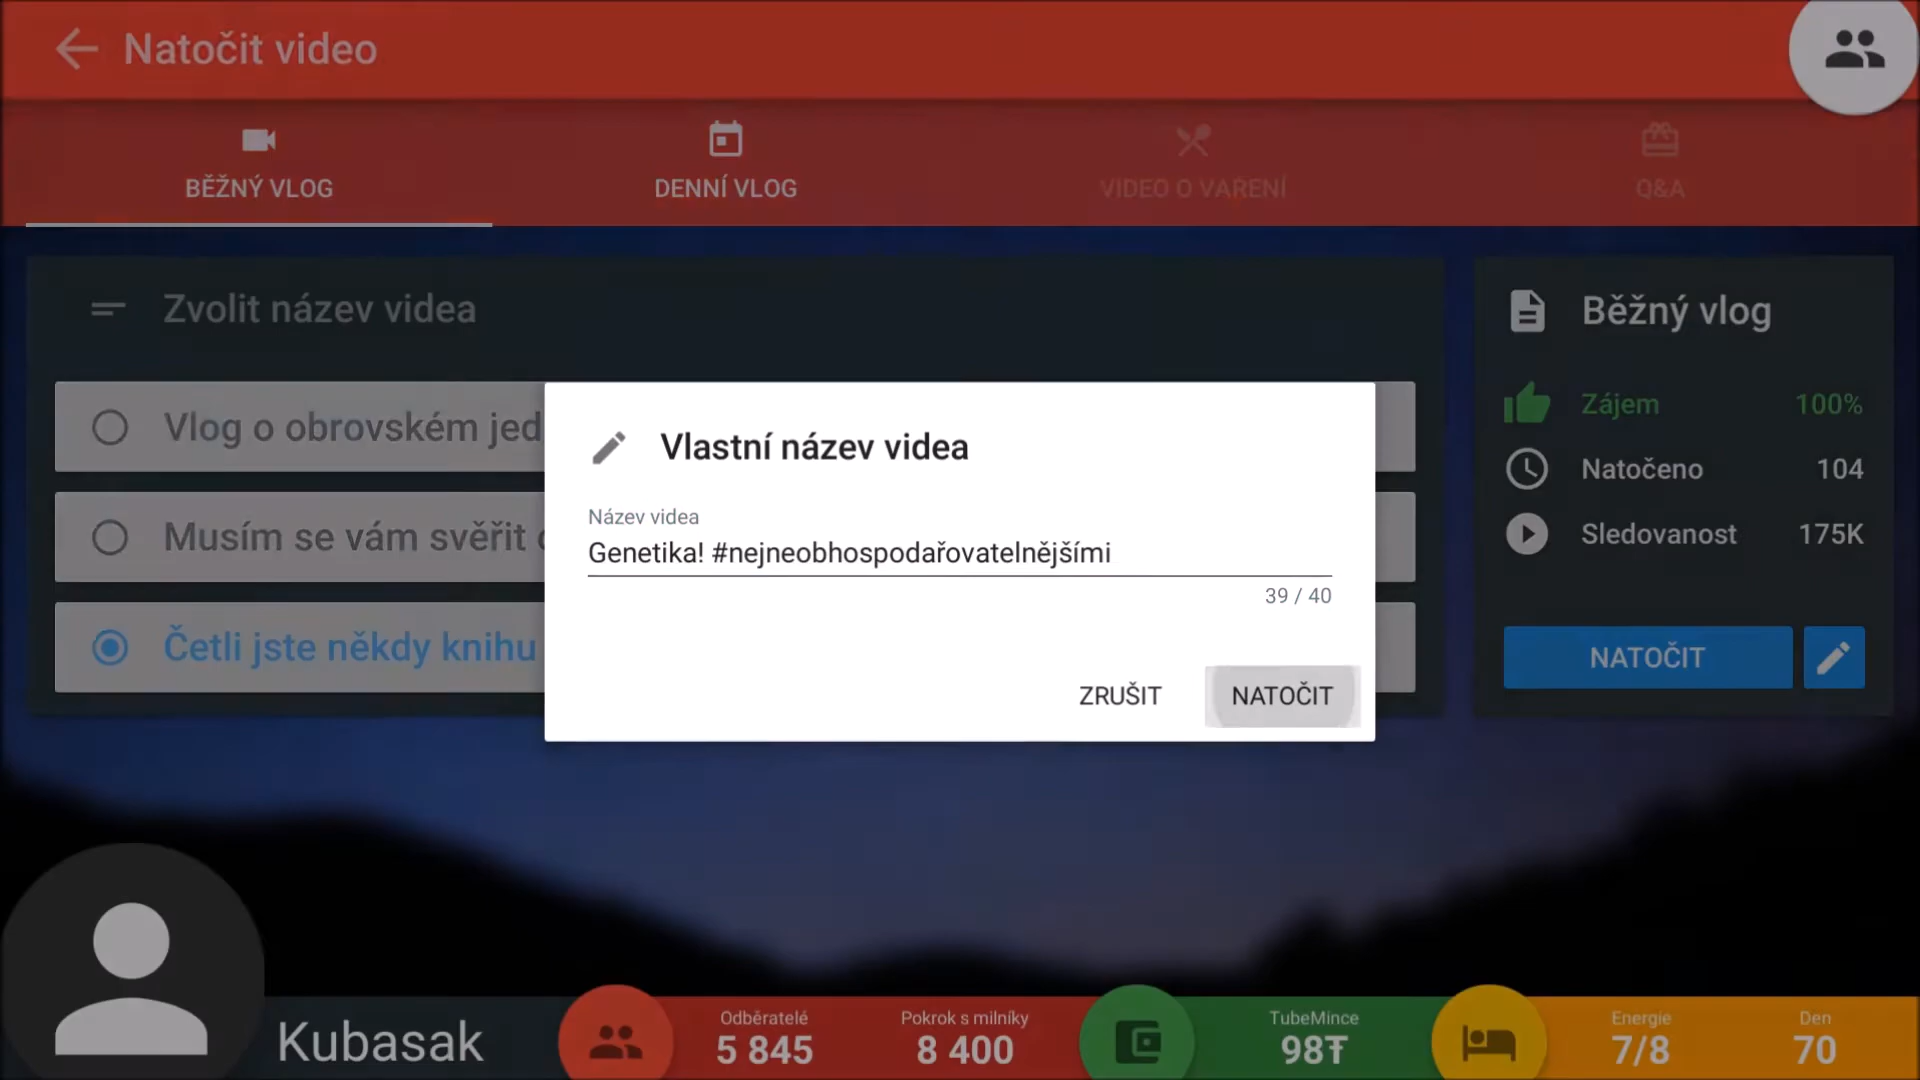 Natočit video
BĚŽNÝ VLOG
DENNÍ VLOG
VIDEO O VAŘENÍ
Q&A
Zvolit název videa
Vlog o obrovském jed
Musím se vám svěřit
Četli jste někdy knihu
Vlastní název videa
Název videa
Genetika! #nejneobhospodařovatelnějšími
39 / 40
ZRUŠIT
NATOČIT
Běžný vlog
Zájem 100%
Natočeno 104
Sledovanost 175K
NATOČIT
Kubasak
Odběratelé
5 845
Pokrok s milníky
8 400
TubeMince
98Ŧ
Energie
7/8
Den
70